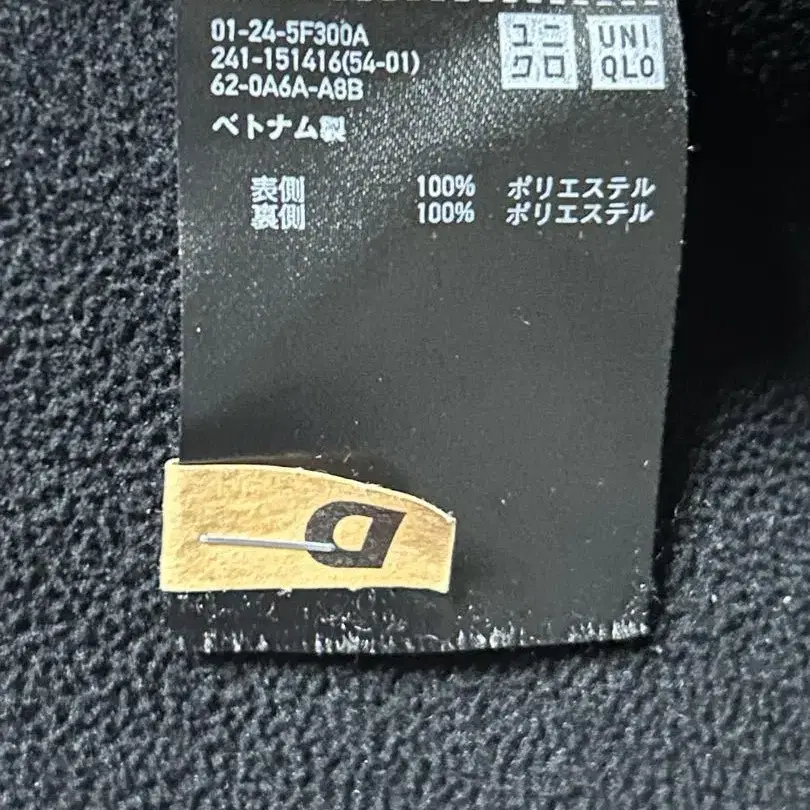 01-24-5F300A
241-151416(54-01)
62-0A6A-A8B
ベトナム製
ユニ
クロ
UNI
QLO
表側 100% ポリエステル
裏側 100% ポリエステル
D